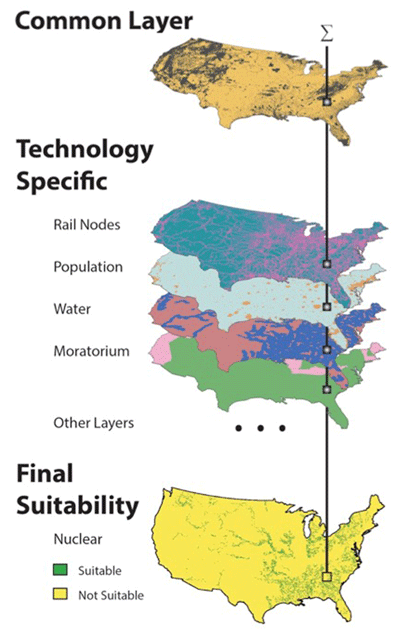 Common Layer
Σ
Technology
Specific
Rail Nodes
Population
Water
Moratorium
Other Layers
• • •
Final
Suitability
Nuclear
Suitable
Not Suitable